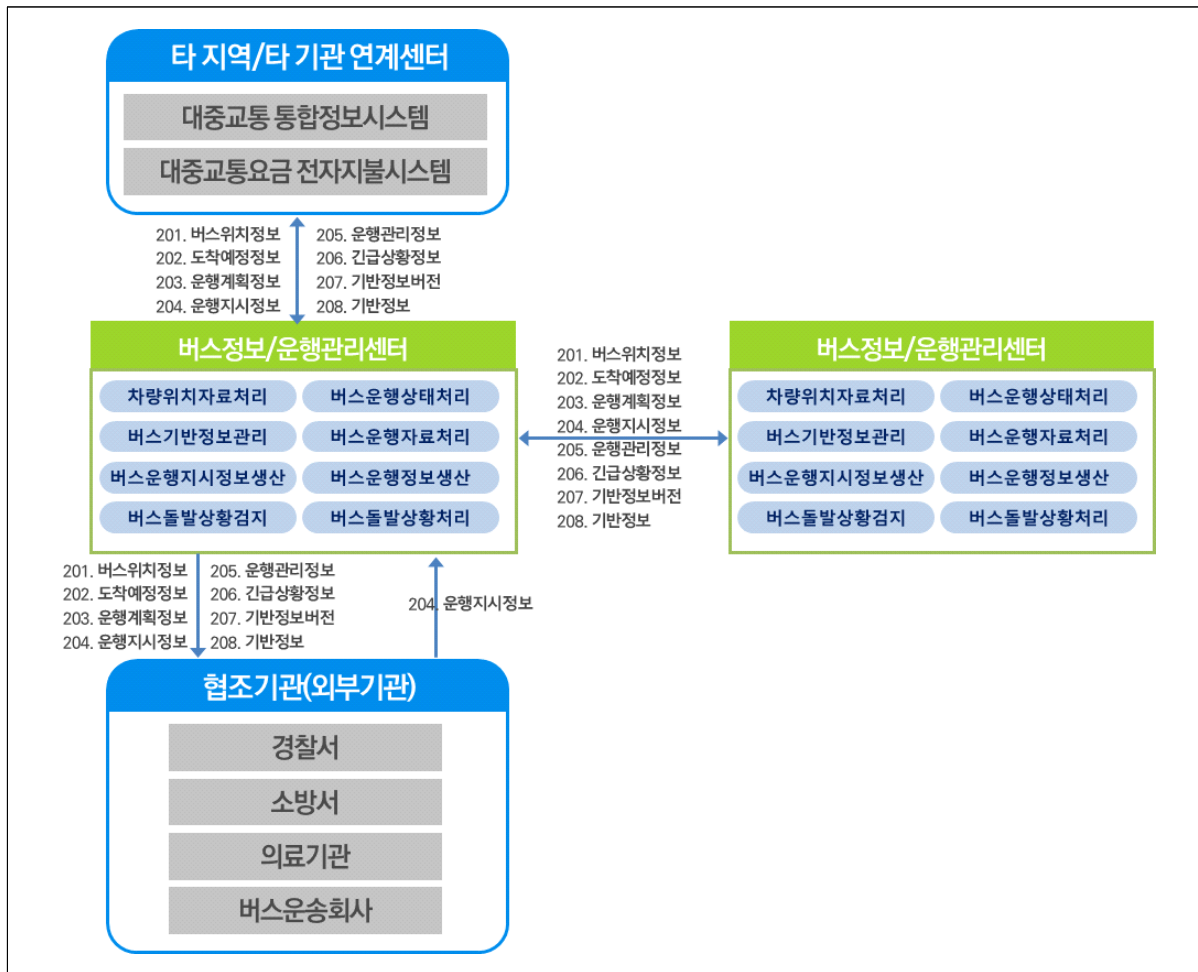 타 지역/타 기관 연계센터
대중교통 통합정보시스템
대중교통요금 전자지불시스템
201. 버스위치정보
202. 도착예정정보
203. 운행계획정보
204. 운행지시정보
205. 운행관리정보
206. 긴급상황정보
207. 기반정보버전
208. 기반정보
버스정보/운행관리센터
차량위치자료처리
버스운행상태처리
버스기반정보관리
버스운행자료처리
버스운행지시정보생산
버스운행정보생산
버스돌발상황검지
버스돌발상황처리
201. 버스위치정보
202. 도착예정정보
203. 운행계획정보
204. 운행지시정보
205. 운행관리정보
206. 긴급상황정보
207. 기반정보버전
208. 기반정보
버스정보/운행관리센터
차량위치자료처리
버스운행상태처리
버스기반정보관리
버스운행자료처리
버스운행지시정보생산
버스운행정보생산
버스돌발상황검지
버스돌발상황처리
201. 버스위치정보
202. 도착예정정보
203. 운행계획정보
204. 운행지시정보
205. 운행관리정보
206. 긴급상황정보
207. 기반정보버전
208. 기반정보
204. 운행지시정보
협조기관(외부기관)
경찰서
소방서
의료기관
버스운송회사